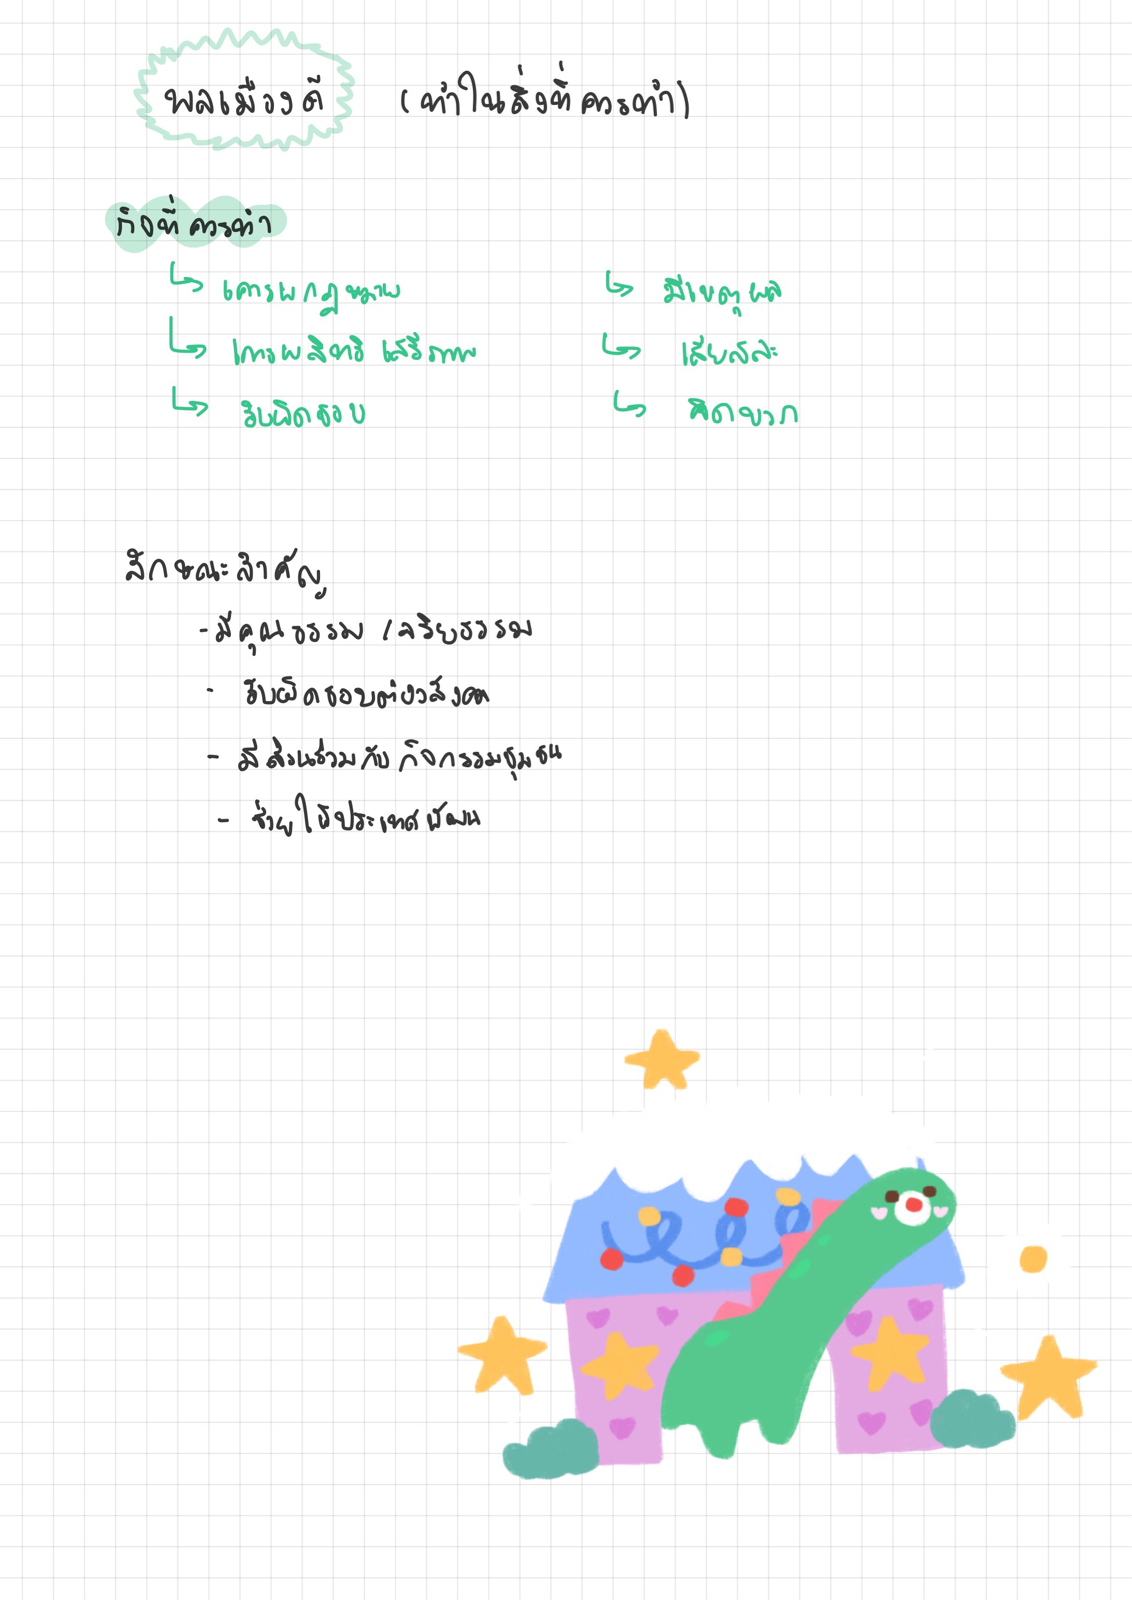 พลเมืองดี (ทำในสิ่งที่ควรทำ)
กิจที่ควรทำ
↳ เคารพกฎหมาย ↳ มีเหตุผล
↳ เคารพสิทธิ เสรีภาพ ↳ เสียสละ
↳ รับผิดชอบ ↳ จิตอาสา
ลักษณะสำคัญ
- มีคุณธรรม / จริยธรรม
- รับผิดชอบต่อสังคม
- มีส่วนร่วมกับกิจกรรมชุมชน
- ช่วยให้ประเทศพัฒน